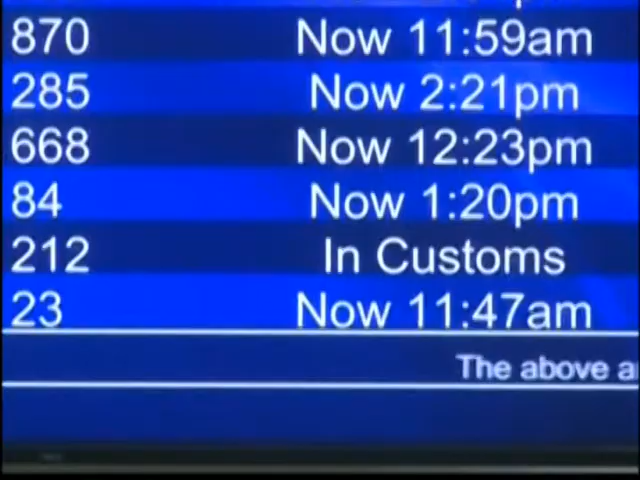 870 Now 11:59am
285 Now 2:21pm
668 Now 12:23pm
84 Now 1:20pm
212 In Customs
23 Now 11:47am
The above